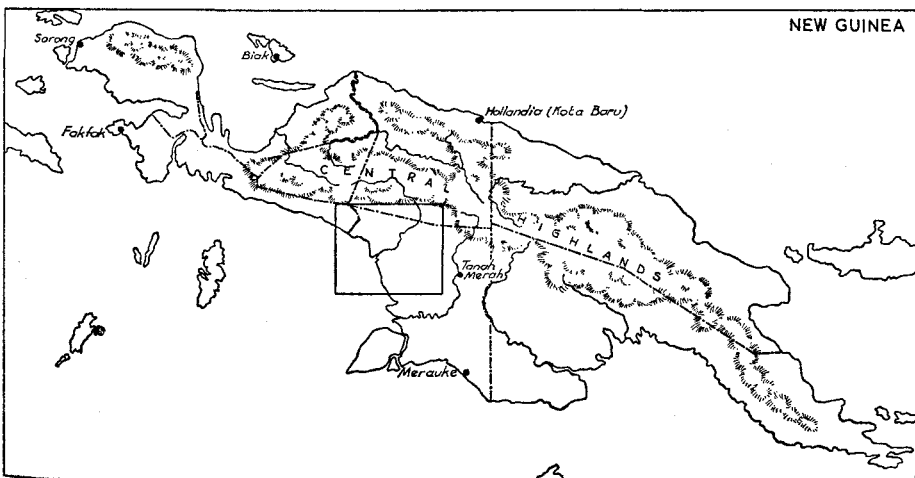 NEW GUINEA
Sorong
Biak
Hollandia (Kota Baru)
Fakfak
CENTRAL
HIGHLANDS
Tanah
Merah
Merauke